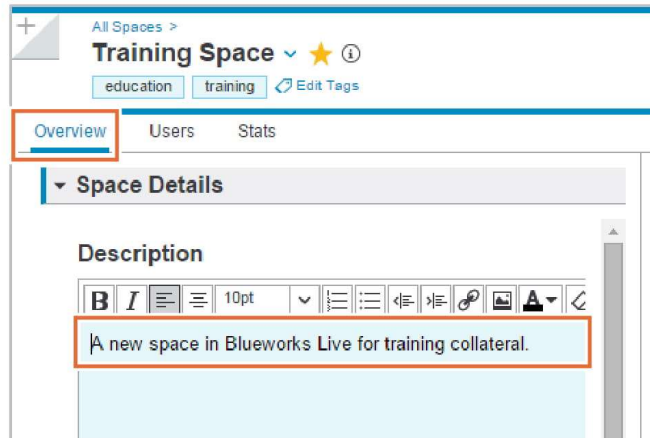 All Spaces >
Training Space
education training Edit Tags
Overview Users Stats
Space Details
Description
B I 10pt A
A new space in Blueworks Live for training collateral.